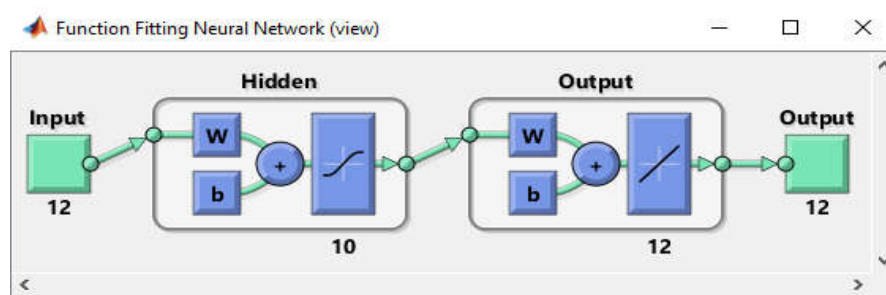 Function Fitting Neural Network (view)
Hidden
Output
Input
Output
W
+
W
+
b
b
12
12
10
12